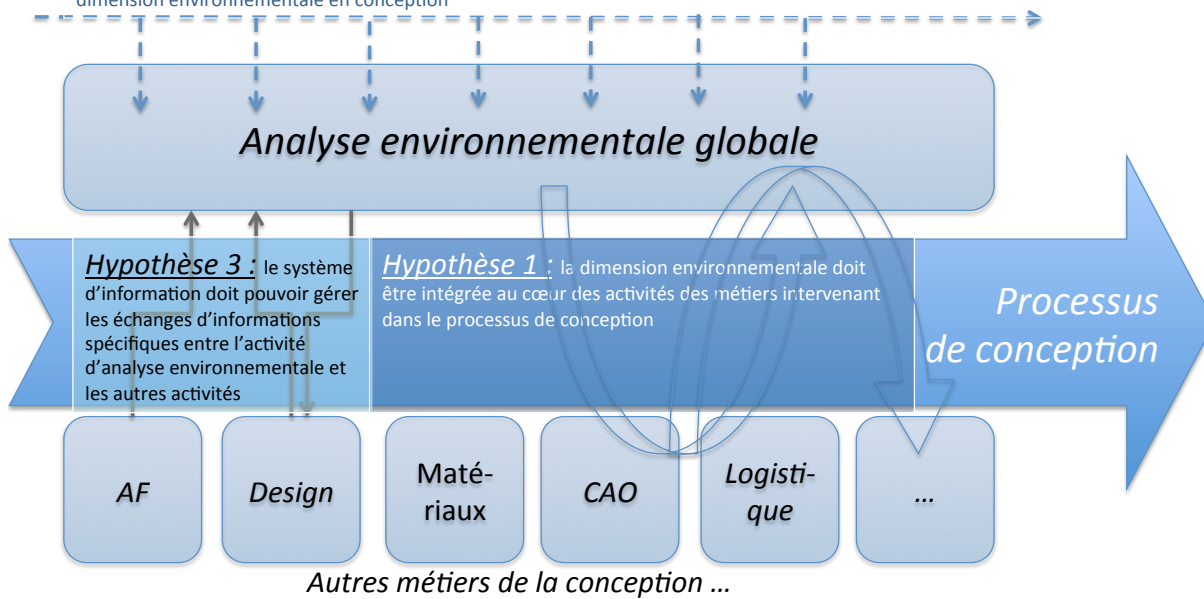 dimension environnementale en conception
Analyse environnementale globale
Hypothèse 3 : le système
d’information doit pouvoir gérer
les échanges d’informations
spécifiques entre l’activité
d’analyse environnementale et
les autres activités
Hypothèse 1 : la dimension environnementale doit
être intégrée au cœur des activités des métiers intervenant
dans le processus de conception
Processus
de conception
AF
Design
Maté-
riaux
CAO
Logisti-
que
...
Autres métiers de la conception ...